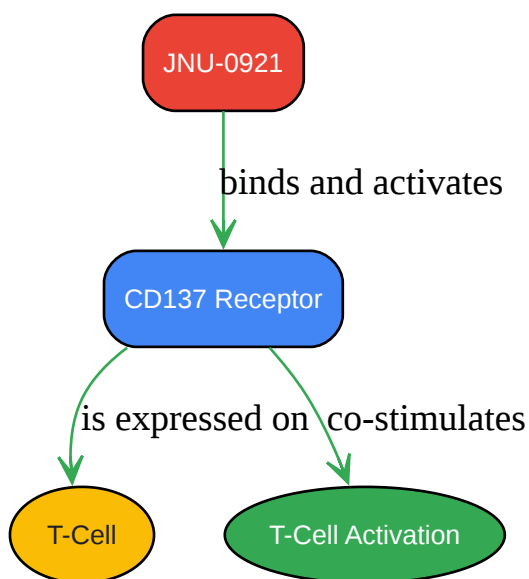 JNU-0921
binds and activates
CD137 Receptor
is expressed on
co-stimulates
T-Cell
T-Cell Activation